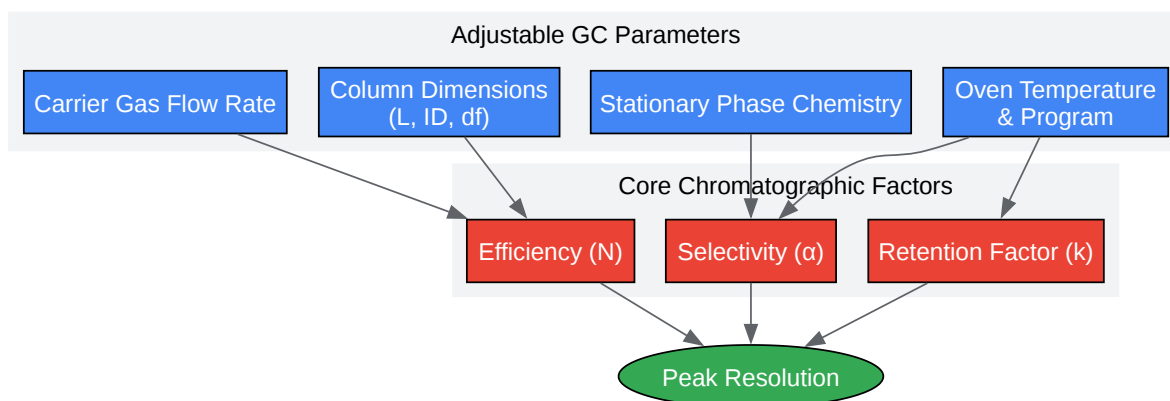 Adjustable GC Parameters
Carrier Gas Flow Rate
Column Dimensions
(L, ID, df)
Stationary Phase Chemistry
Oven Temperature
& Program
Core Chromatographic Factors
Efficiency (N)
Selectivity (α)
Retention Factor (k)
Peak Resolution